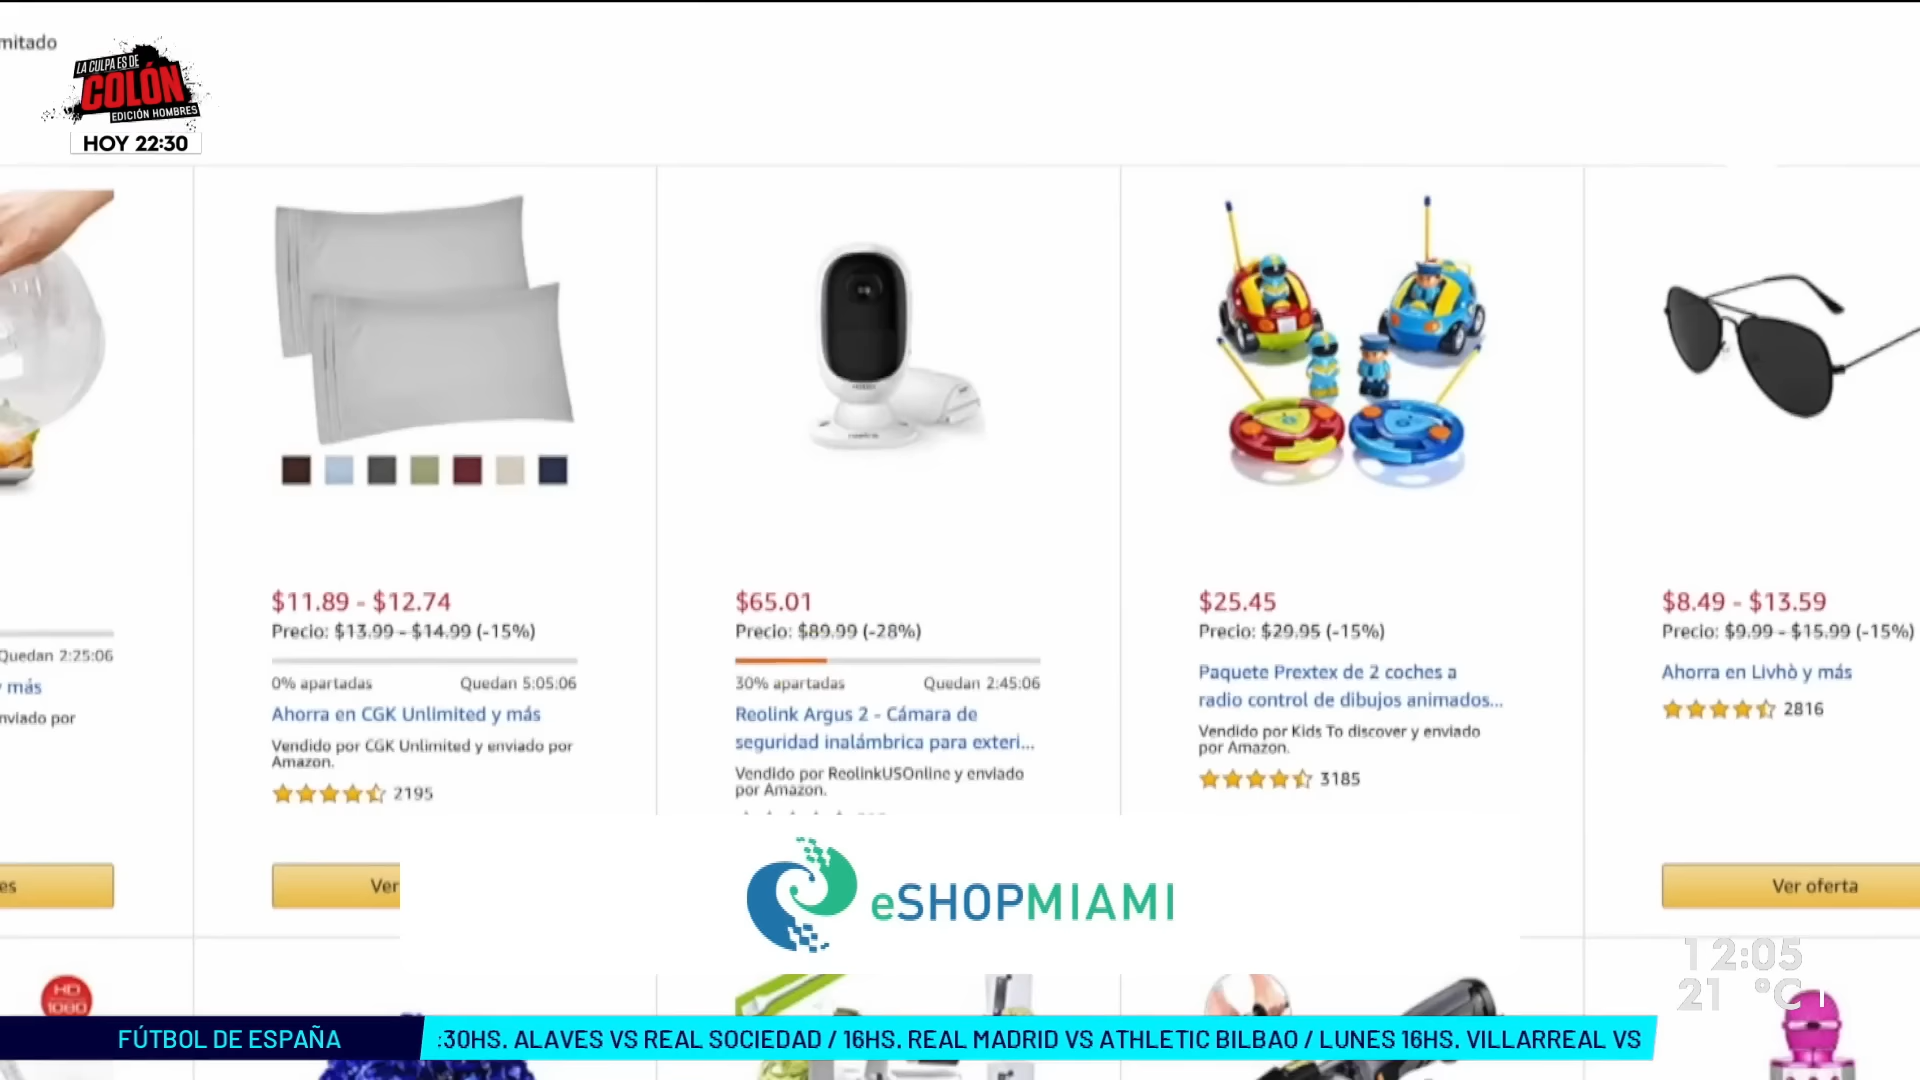 mitado
LA CULPA ES DE
COLÓN
EDICIÓN HOMBRES
HOY 22:30
Quedan 2:25:06
y más
nviado por
es
$11.89 - $12.74
Precio: $13.99 - $14.99 (-15%)
0% apartadas Quedan 5:05:06
Ahorra en CGK Unlimited y más
Vendido por CGK Unlimited y enviado por
Amazon.
2195
Ver
$65.01
Precio: $89.99 (-28%)
30% apartadas Quedan 2:45:06
Reolink Argus 2 - Cámara de
seguridad inalámbrica para exteri...
Vendido por ReolinkUSOnline y enviado
por Amazon.
$25.45
Precio: $29.95 (-15%)
Paquete Prextex de 2 coches a
radio control de dibujos animados...
Vendido por Kids To discover y enviado
por Amazon.
3185
$8.49 - $13.59
Precio: $9.99 - $15.99 (-15%)
Ahorra en Livhò y más
2816
Ver oferta
eSHOPMIAMI
12:05
21 °C
HD
1080
FÚTBOL DE ESPAÑA
:30HS. ALAVES VS REAL SOCIEDAD / 16HS. REAL MADRID VS ATHLETIC BILBAO / LUNES 16HS. VILLARREAL VS